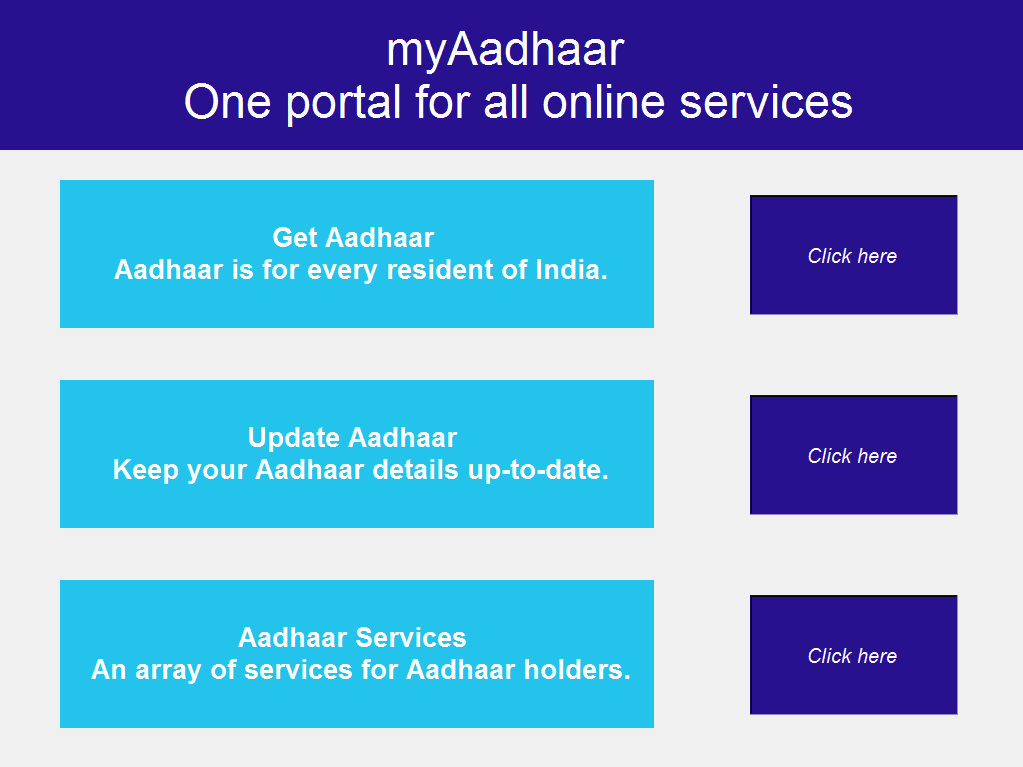 myAadhaar
One portal for all online services
Get Aadhaar
Aadhaar is for every resident of India.
Click here
Update Aadhaar
Keep your Aadhaar details up-to-date.
Click here
Aadhaar Services
An array of services for Aadhaar holders.
Click here